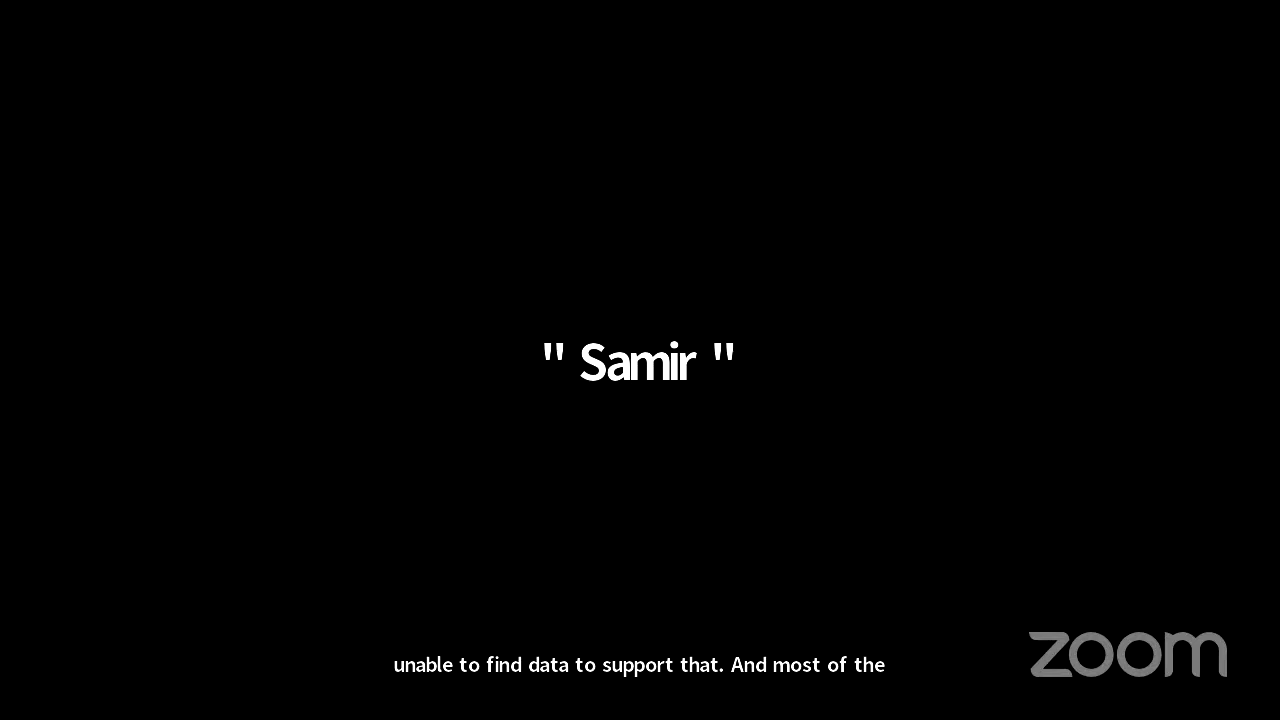 " Samir "
unable to find data to support that. And most of the
zoom